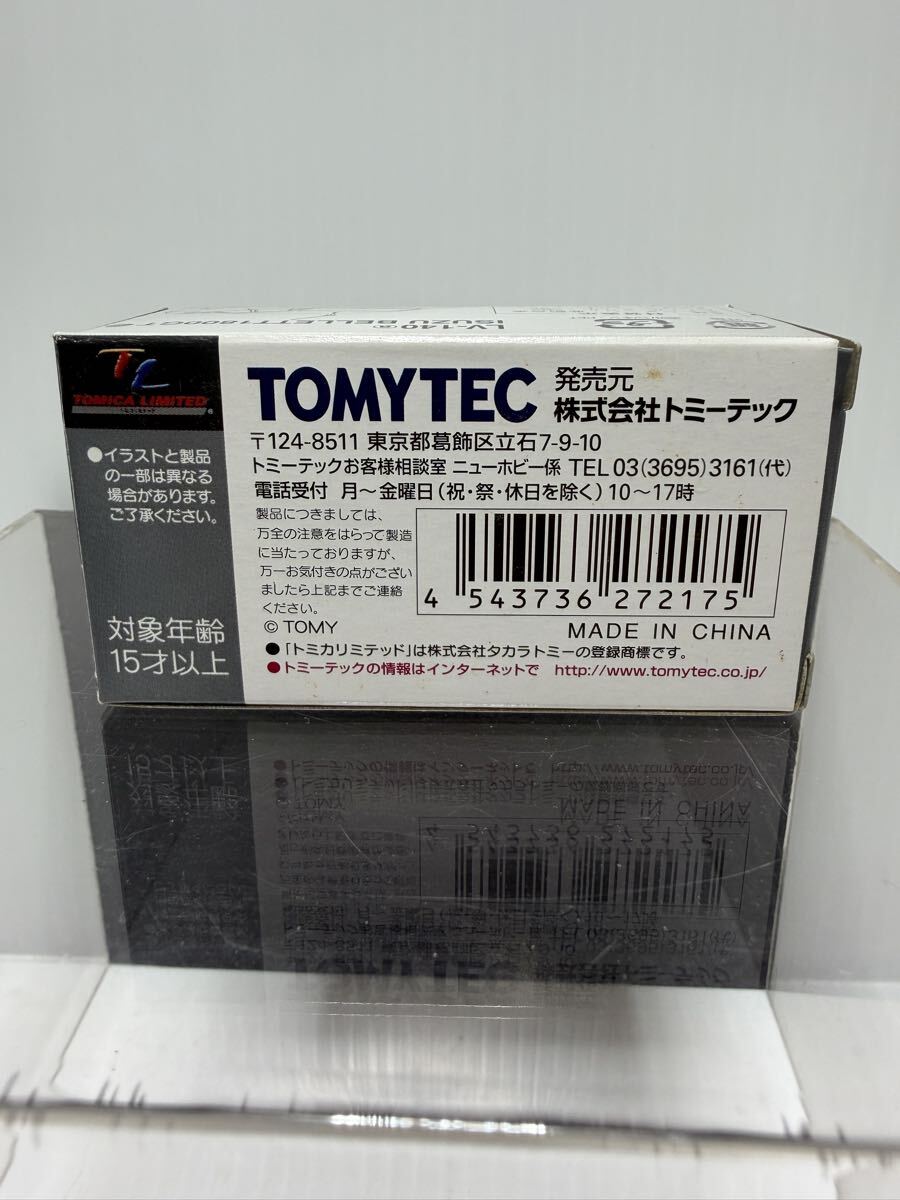 LV-140 ⓐ
ISUZU BELLETT1800GT
TL
TOMICA LIMITED
®
●イラストと製品
の一部は異なる
場合があります。
ご了承ください。
対象年齢
15才以上
TOMYTEC
発売元
株式会社トミーテック
〒124-8511 東京都葛飾区立石7-9-10
トミーテックお客様相談室 ニューホビー係 TEL 03(3695)3161(代)
電話受付 月〜金曜日(祝・祭・休日を除く)10〜17時
製品につきましては、
万全の注意をはらって製造
に当たっておりますが、
万一お気付きの点がござい
ましたら上記までご連絡
ください。
4 543736 272175
© TOMY
MADE IN CHINA
●「トミカリミテッド」は株式会社タカラトミーの登録商標です。
●トミーテックの情報はインターネットで http://www.tomytec.co.jp/